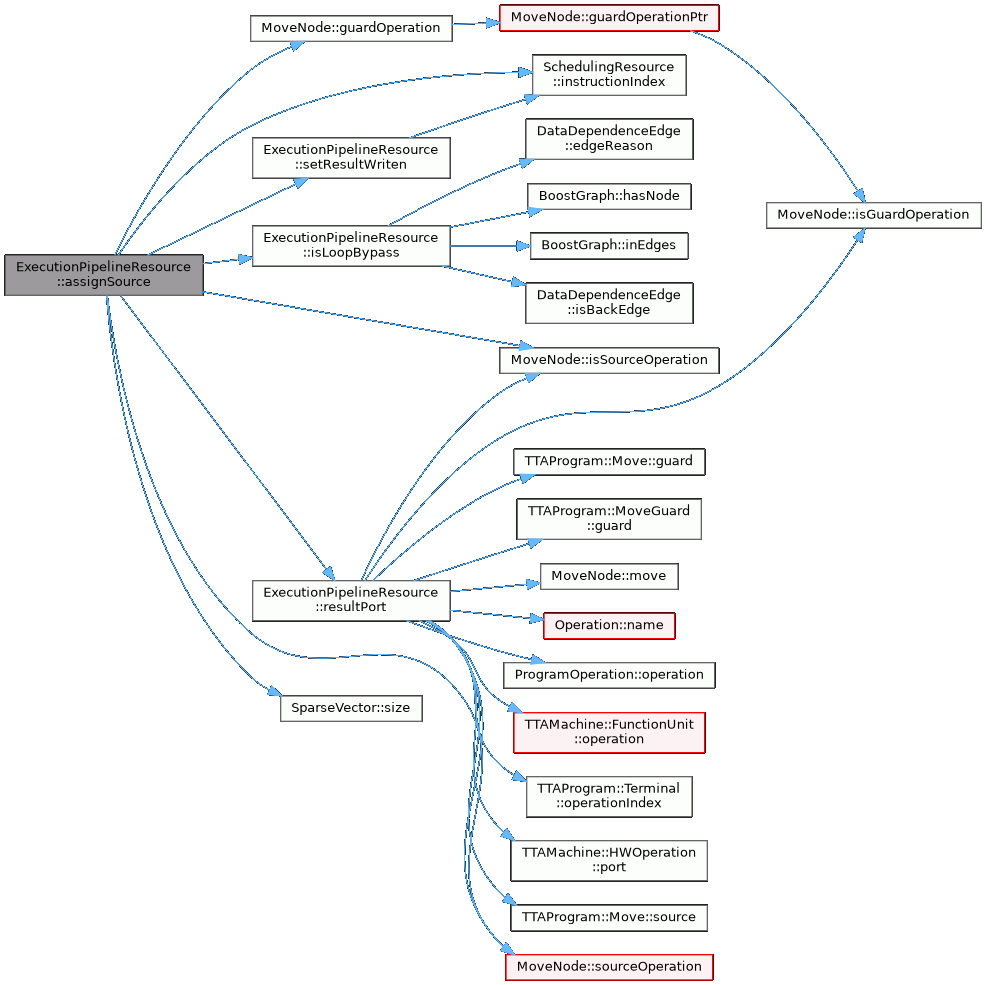 MoveNode::guardOperation
MoveNode::guardOperationPtr
SchedulingResource
::instructionIndex
DataDependenceEdge
::edgeReason
ExecutionPipelineResource
::setResultWriten
BoostGraph::hasNode
MoveNode::isGuardOperation
ExecutionPipelineResource
::isLoopBypass
BoostGraph::inEdges
ExecutionPipelineResource
::assignSource
DataDependenceEdge
::isBackEdge
MoveNode::isSourceOperation
TTAProgram::Move::guard
TTAProgram::MoveGuard
::guard
MoveNode::move
ExecutionPipelineResource
::resultPort
Operation::name
ProgramOperation::operation
SparseVector::size
TTAMachine::FunctionUnit
::operation
TTAProgram::Terminal
::operationIndex
TTAMachine::HWOperation
::port
TTAProgram::Move::source
MoveNode::sourceOperation